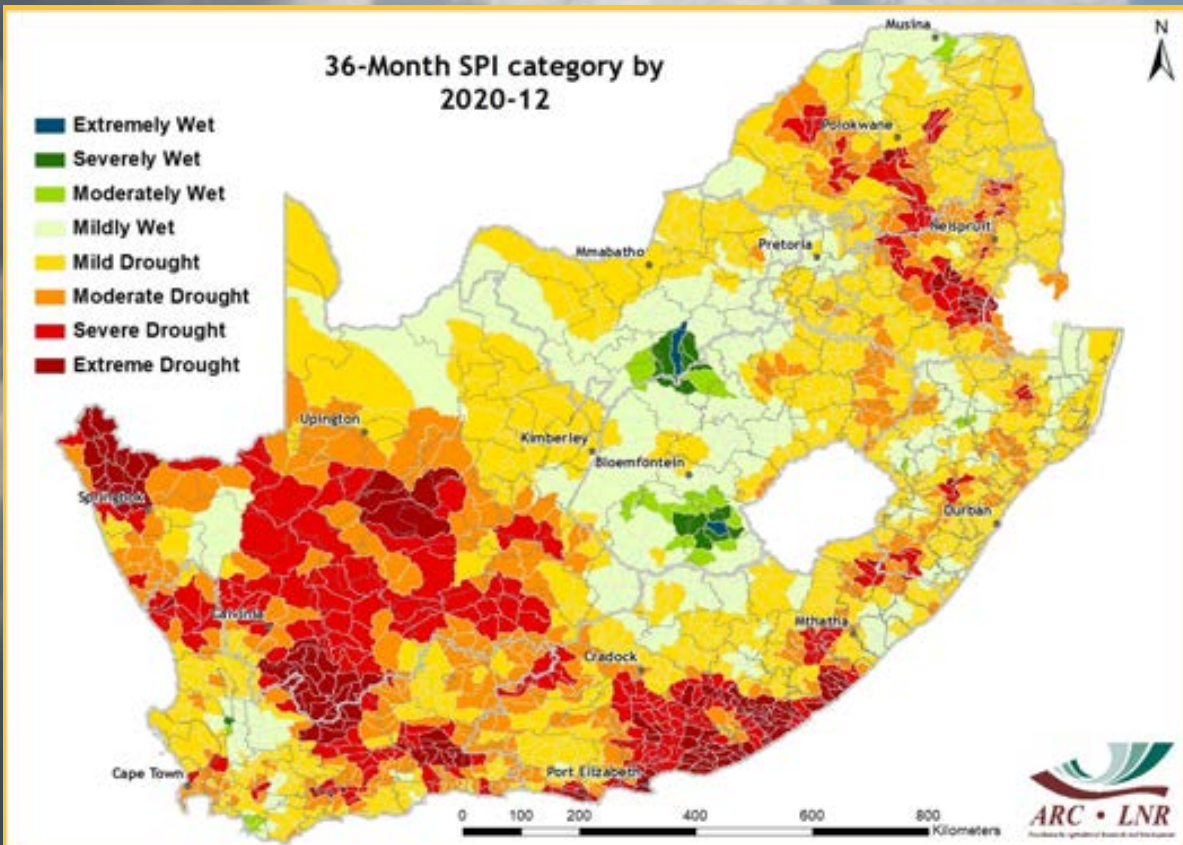 36-Month SPI category by
2020-12
N
Extremely Wet
Severely Wet
Moderately Wet
Mildly Wet
Mild Drought
Moderate Drought
Severe Drought
Extreme Drought
Musina
Polokwane
Nelspruit
Pretoria
Mmabatho
Upington
Kimberley
Bloemfontein
Springbok
Durban
Calvinia
Mthatha
Cradock
Cape Town
Port Elizabeth
0 100 200 400 600 800
Kilometers
ARC • LNR